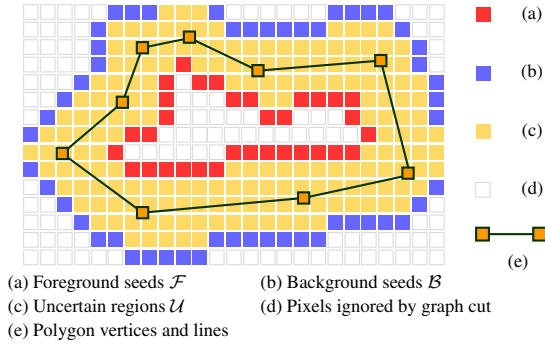 (a)
(b)
(c)
(d)
(e)
(a) Foreground seeds ℱ (b) Background seeds ℬ
(c) Uncertain regions 𝒰 (d) Pixels ignored by graph cut
(e) Polygon vertices and lines